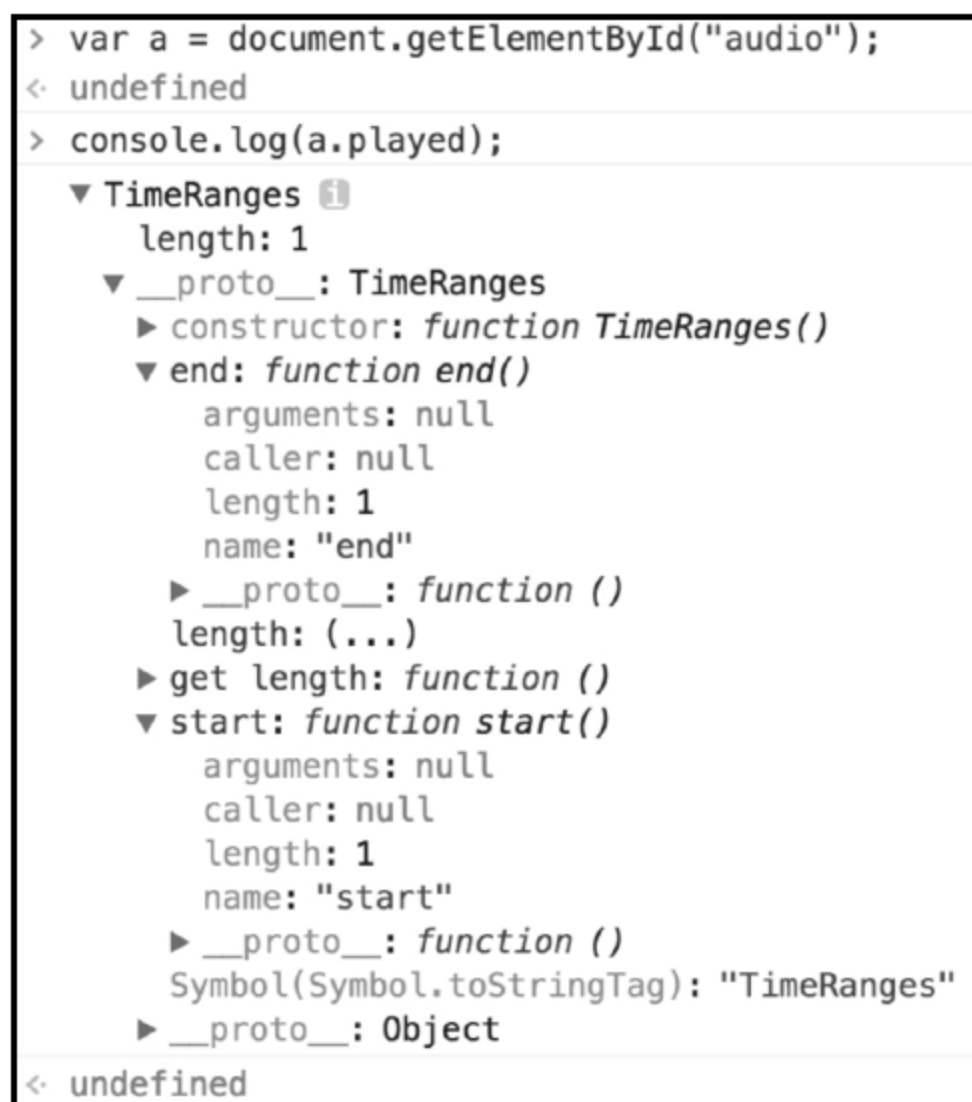 > var a = document.getElementById("audio");
<· undefined
> console.log(a.played);
▼ TimeRanges i
length: 1
▼ __proto__: TimeRanges
▶ constructor: function TimeRanges()
▼ end: function end()
arguments: null
caller: null
length: 1
name: "end"
▶ __proto__: function ()
length: (...)
▶ get length: function ()
▼ start: function start()
arguments: null
caller: null
length: 1
name: "start"
▶ __proto__: function ()
Symbol(Symbol.toStringTag): "TimeRanges"
▶ __proto__: Object
<· undefined